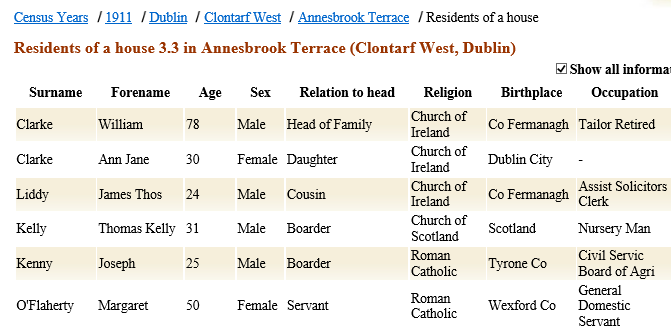 Census Years / 1911 / Dublin / Clontarf West / Annesbrook Terrace / Residents of a house
Residents of a house 3.3 in Annesbrook Terrace (Clontarf West, Dublin)
Show all informa
Surname Forename Age Sex Relation to head Religion Birthplace Occupation
Clarke William 78 Male Head of Family Church of Ireland Co Fermanagh Tailor Retired
Clarke Ann Jane 30 Female Daughter Church of Ireland Dublin City -
Liddy James Thos 24 Male Cousin Church of Ireland Co Fermanagh Assist Solicitors Clerk
Kelly Thomas Kelly 31 Male Boarder Church of Scotland Scotland Nursery Man
Kenny Joseph 25 Male Boarder Roman Catholic Tyrone Co Civil Servic Board of Agri
O'Flaherty Margaret 50 Female Servant Roman Catholic Wexford Co General Domestic Servant